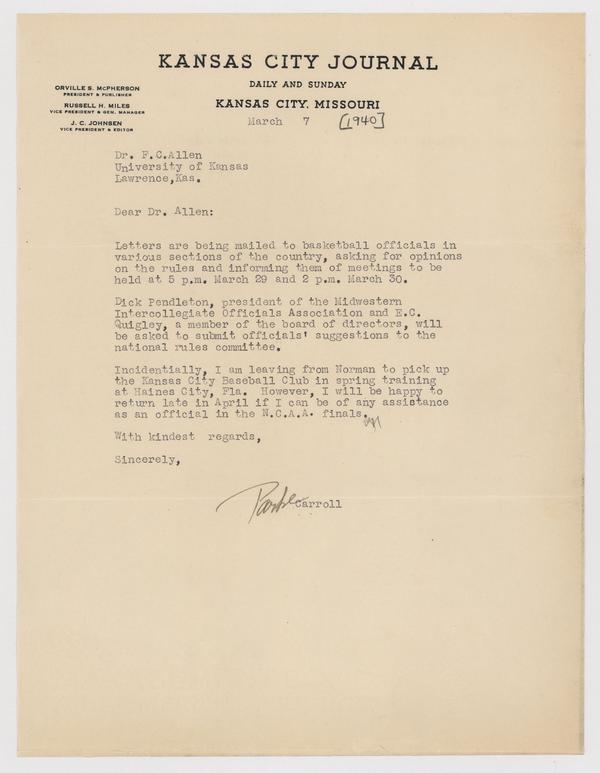 KANSAS CITY JOURNAL
DAILY AND SUNDAY
KANSAS CITY, MISSOURI
ORVILLE S. McPHERSON
PRESIDENT & PUBLISHER
RUSSELL H. MILES
VICE PRESIDENT & GEN. MANAGER
J. C. JOHNSEN
VICE PRESIDENT & EDITOR
March 7 [1940]
Dr. F.C.Allen
University of Kansas
Lawrence,Kas.
Dear Dr. Allen:
Letters are being mailed to basketball officials in
various sections of the country, asking for opinions
on the rules and informing them of meetings to be
held at 5 p.m. March 29 and 2 p.m. March 30.
Dick Pendleton, president of the Midwestern
Intercollegiate Officials Association and E.C.
Quigley, a member of the board of directors, will
be asked to submit officials' suggestions to the
national rules committee.
Incidentially, I am leaving from Norman to pick up
the Kansas City Baseball Club in spring training
at Haines City, Fla. However, I will be happy to
return late in April if I can be of any assistance
as an official in the N.C.A.A. finals.
With kindest regards,
Sincerely,
Parke Carroll